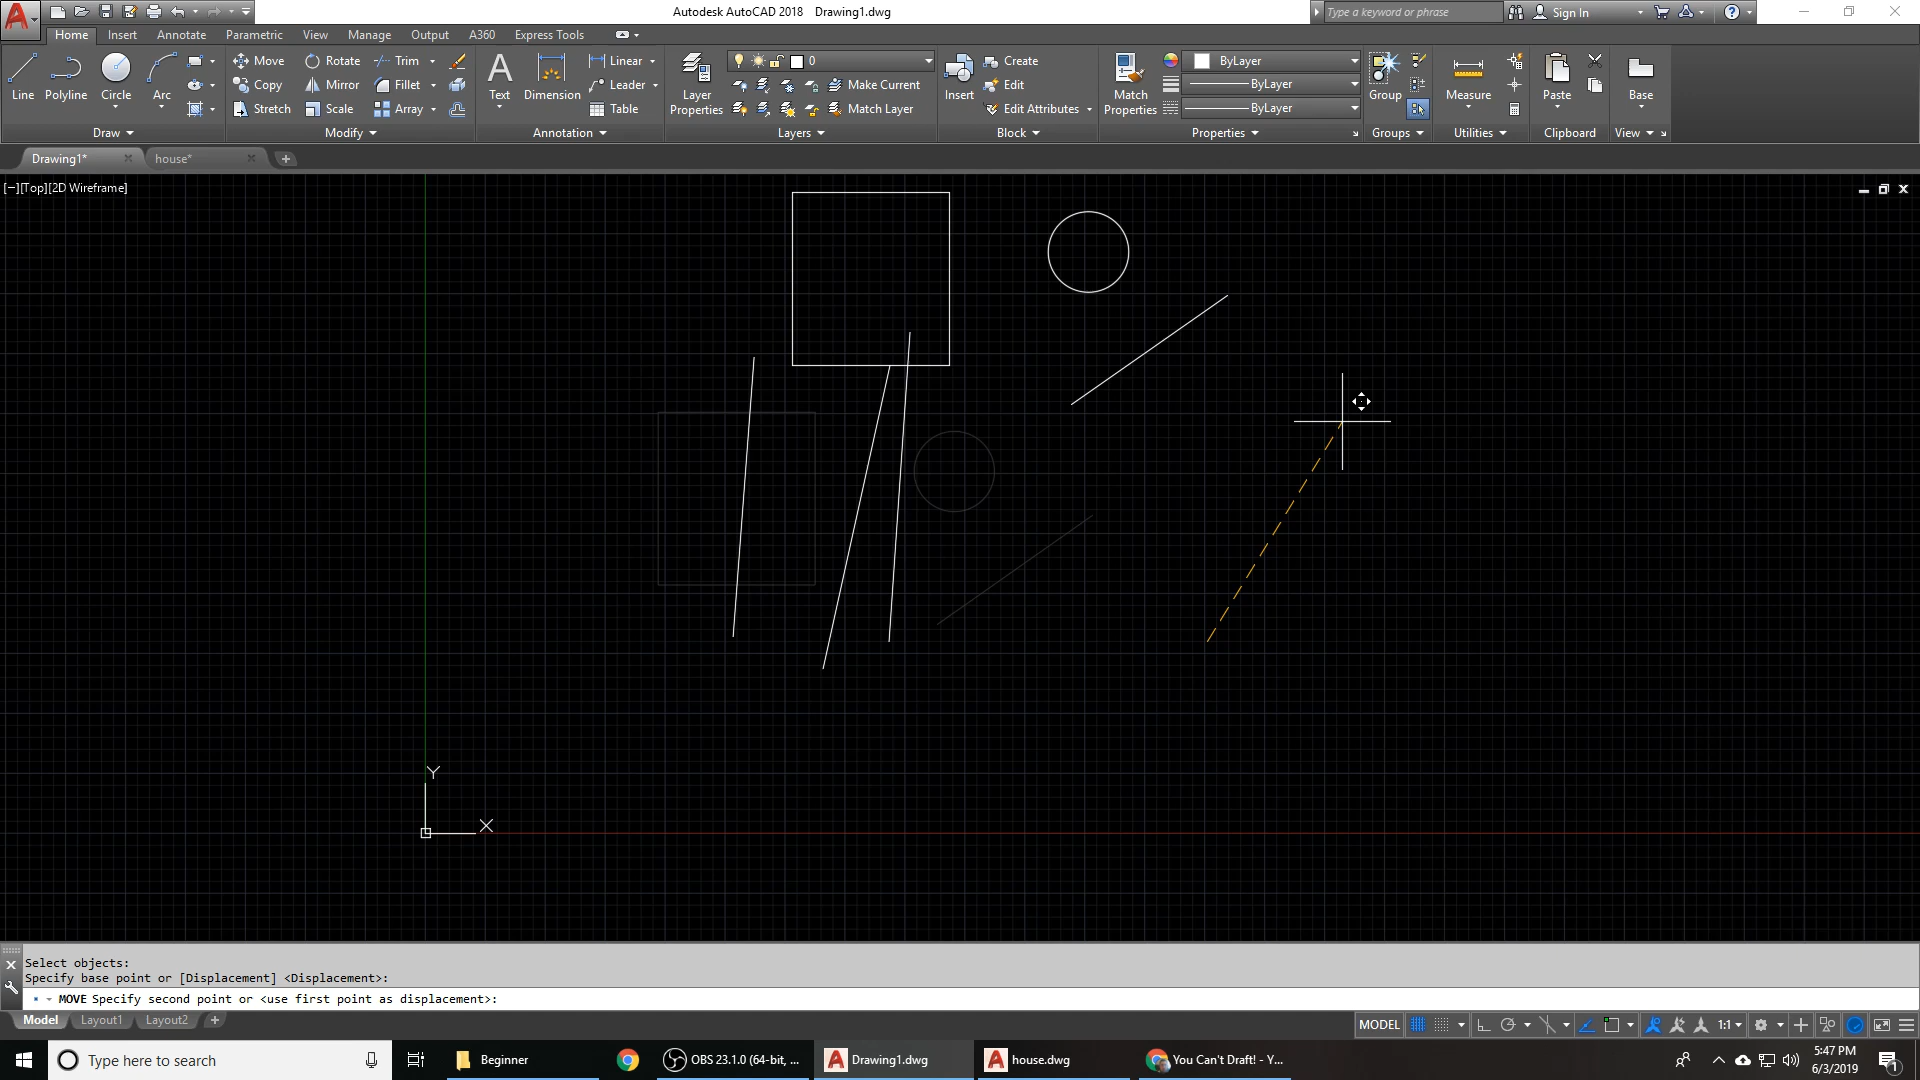 Autodesk AutoCAD 2018 Drawing1.dwg
Type a keyword or phrase
Sign In
Home Insert Annotate Parametric View Manage Output A360 Express Tools
Line
Polyline
Circle
Arc
Move
Rotate
Trim
Copy
Mirror
Fillet
Stretch
Scale
Array
Text
Dimension
Linear
Leader
Table
Layer
Properties
0
Make Current
Match Layer
Insert
Create
Edit
Edit Attributes
Match
Properties
ByLayer
ByLayer
ByLayer
Group
Measure
Paste
Base
Draw
Modify
Annotation
Layers
Block
Properties
Groups
Utilities
Clipboard
View
Drawing1*
house*
[−][Top][2D Wireframe]
Y
X
Select objects:
Specify base point or [Displacement] <Displacement>:
MOVE Specify second point or <use first point as displacement>:
Model Layout1 Layout2
MODEL
1:1
Type here to search
Beginner
OBS 23.1.0 (64-bit, ...
Drawing1.dwg
house.dwg
You Can't Draft! - Y...
5:47 PM
6/3/2019
1